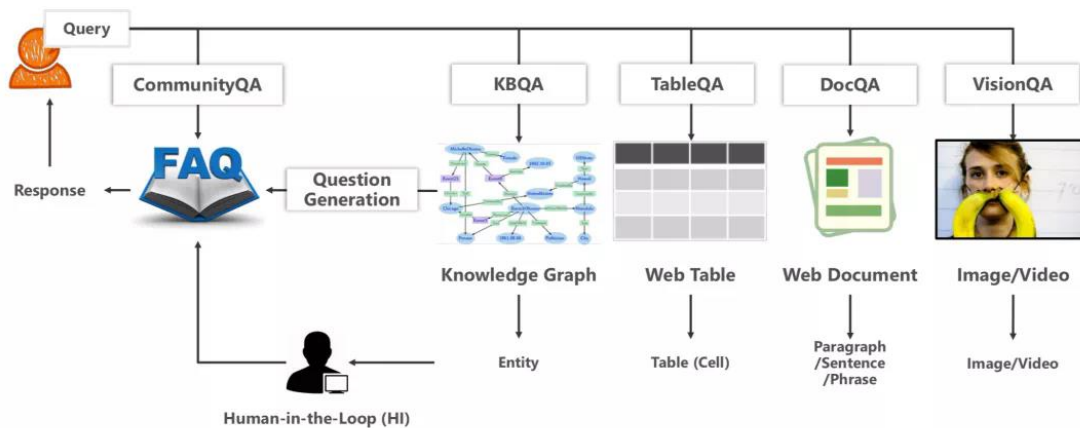 Query
CommunityQA
KBQA
TableQA
DocQA
VisionQA
FAQ
Question
Generation
Response
Knowledge Graph
Web Table
Web Document
Image/Video
Entity
Table (Cell)
Paragraph
/Sentence
/Phrase
Image/Video
Human-in-the-Loop (HI)